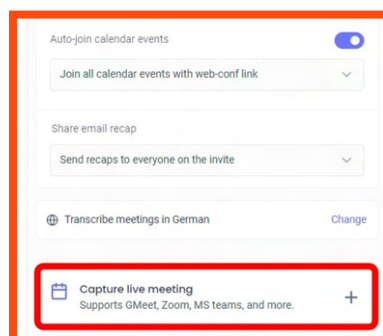 Auto-join calendar events
Join all calendar events with web-conf link
Share email recap
Send recaps to everyone on the invite
Transcribe meetings in German Change
Capture live meeting
Supports GMeet, Zoom, MS teams, and more.